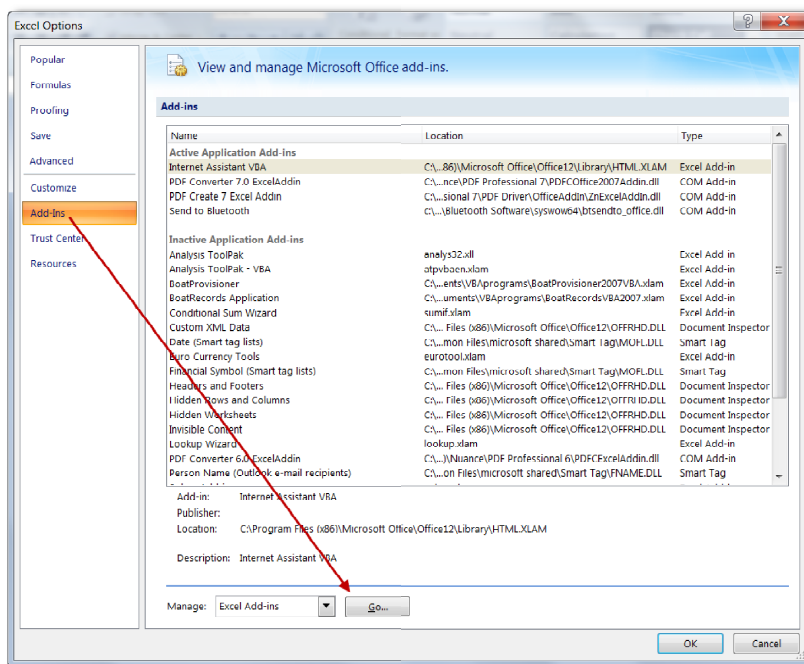 Excel Options
Popular
Formulas
Proofing
Save
Advanced
Customize
Add-Ins
Trust Center
Resources
View and manage Microsoft Office add-ins.
Add-ins
Name Location Type
Active Application Add-ins
Internet Assistant VBA C:\...86)\Microsoft Office\Office12\Library\HTML.XLAM Excel Add-in
PDF Converter 7.0 ExcelAddin C:\...nce\PDF Professional 7\PDFCOffice2007Addin.dll COM Add-in
PDF Create 7 Excel Addin C:\...sional 7\PDF Driver\OfficeAddIn\ZnExcelAddIn.dll COM Add-in
Send to Bluetooth C:\...\Bluetooth Software\syswow64\btsendto_office.dll COM Add-in
Inactive Application Add-ins
Analysis ToolPak analys32.xll Excel Add-in
Analysis ToolPak - VBA atpvbaen.xlam Excel Add-in
BoatProvisioner C:\...ents\VBAprograms\BoatProvisioner2007VBA.xlam Excel Add-in
BoatRecords Application C:\...uments\VBAprograms\BoatRecordsVBA2007.xlam Excel Add-in
Conditional Sum Wizard sumif.xlam Excel Add-in
Custom XML Data C:\... Files (x86)\Microsoft Office\Office12\OFFRHD.DLL Document Inspector
Date (Smart tag lists) C:\...mon Files\microsoft shared\Smart Tag\MOFL.DLL Smart Tag
Euro Currency Tools eurotool.xlam Excel Add-in
Financial Symbol (Smart tag lists) C:\...mon Files\microsoft shared\Smart Tag\MOFL.DLL Smart Tag
Headers and Footers C:\... Files (x86)\Microsoft Office\Office12\OFFRHD.DLL Document Inspector
Hidden Rows and Columns C:\... Files (x86)\Microsoft Office\Office12\OFFRHD.DLL Document Inspector
Hidden Worksheets C:\... Files (x86)\Microsoft Office\Office12\OFFRHD.DLL Document Inspector
Invisible Content C:\... Files (x86)\Microsoft Office\Office12\OFFRHD.DLL Document Inspector
Lookup Wizard lookup.xlam Excel Add-in
PDF Converter 6.0 ExcelAddin C:\...)\Nuance\PDF Professional 6\PDFCExcelAddin.dll COM Add-in
Person Name (Outlook e-mail recipients) C:\...on Files\microsoft shared\Smart Tag\FNAME.DLL Smart Tag
Add-in: Internet Assistant VBA
Publisher:
Location: C:\Program Files (x86)\Microsoft Office\Office12\Library\HTML.XLAM
Description: Internet Assistant VBA
Manage: Excel Add-ins Go...
OK Cancel